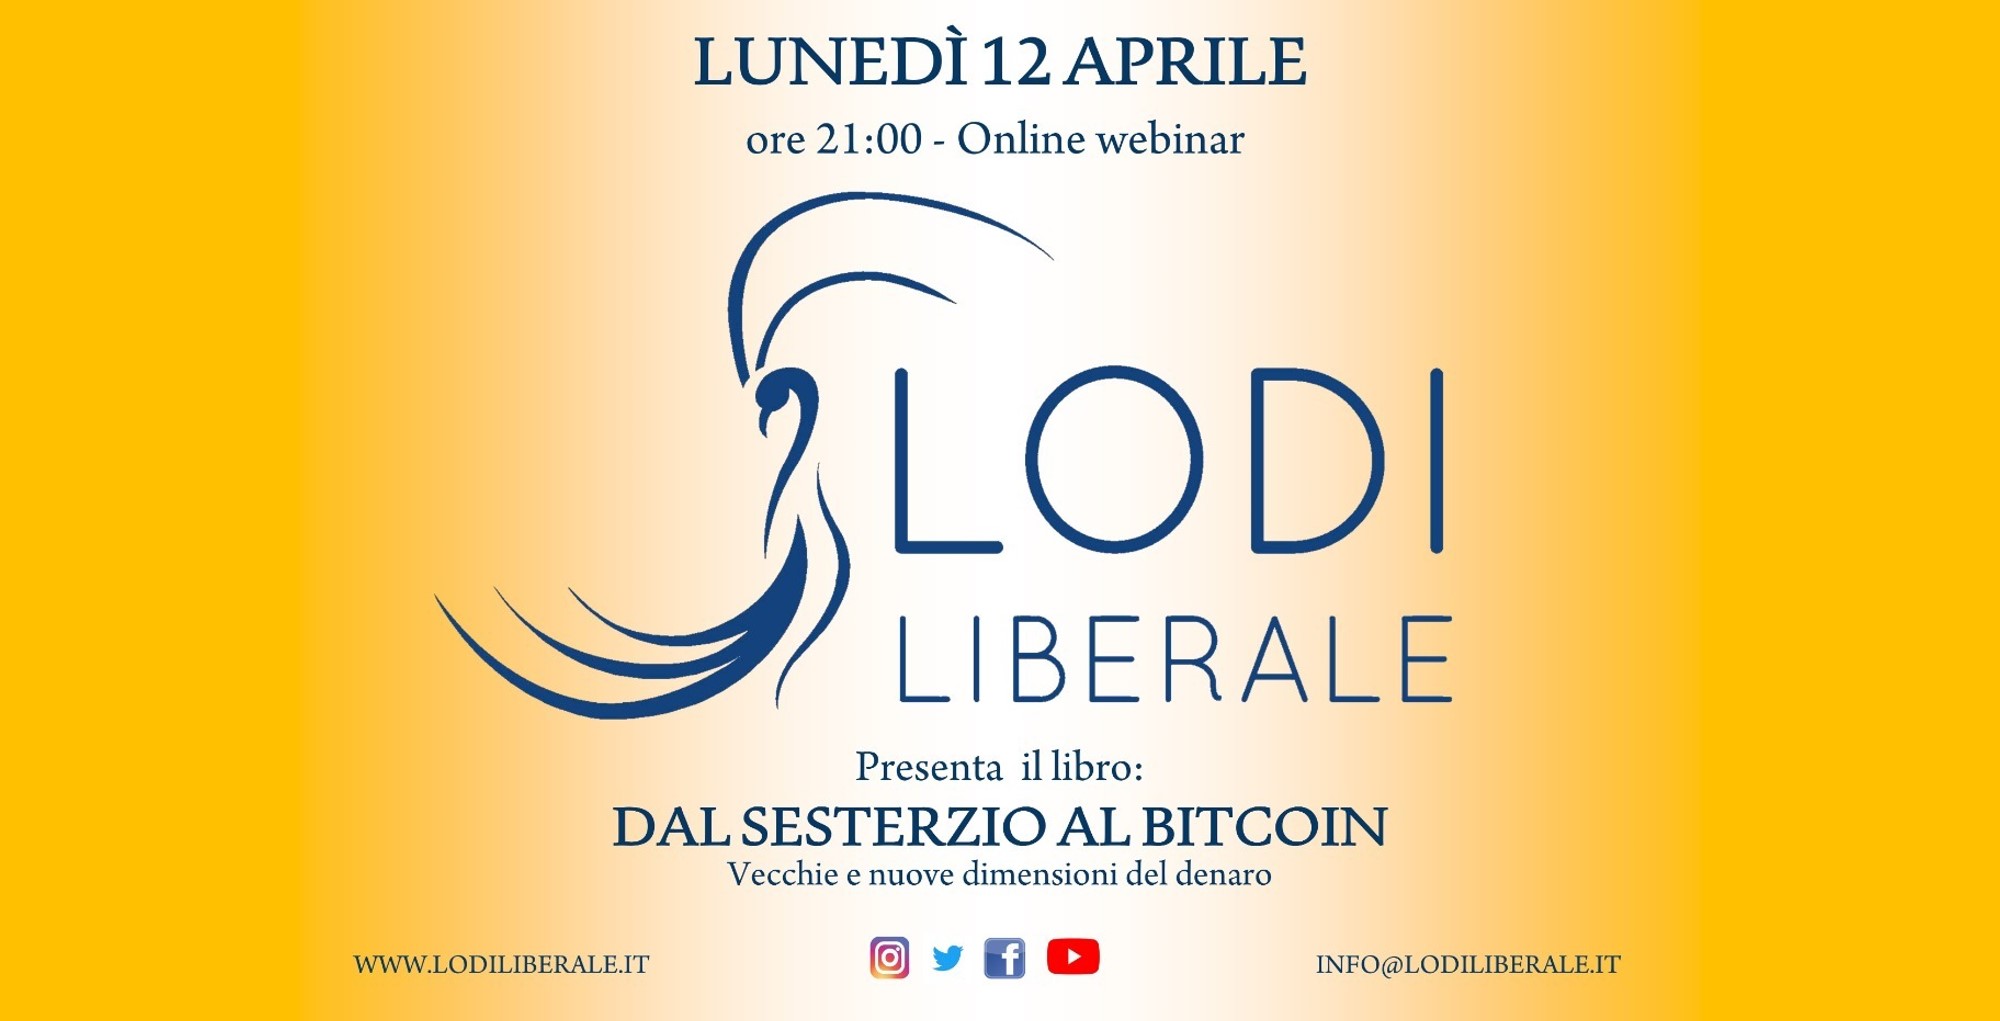 LUNEDÌ 12 APRILE
ore 21:00 - Online webinar
LODI
LIBERALE
Presenta il libro:
DAL SESTERZIO AL BITCOIN
Vecchie e nuove dimensioni del denaro
WWW.LODILIBERALE.IT
INFO@LODILIBERALE.IT